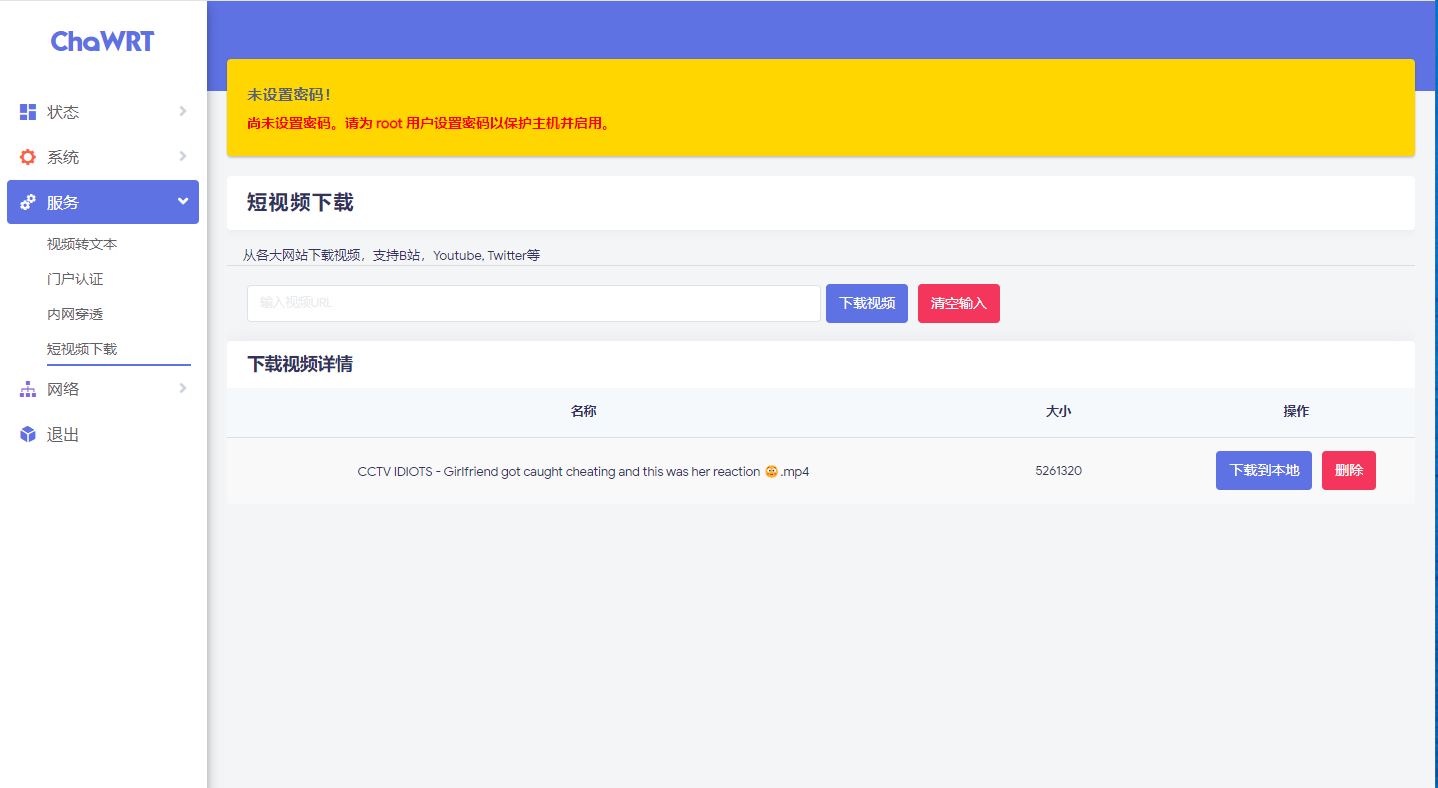 ChaWRT
状态
系统
服务
视频转文本
门户认证
内网穿透
短视频下载
网络
退出
未设置密码！
尚未设置密码。请为 root 用户设置密码以保护主机并启用。
短视频下载
从各大网站下载视频，支持B站，Youtube, Twitter等
输入视频URL
下载视频
清空输入
下载视频详情
名称 大小 操作
CCTV IDIOTS - Girlfriend got caught cheating and this was her reaction 😳.mp4 5261320 下载到本地 删除